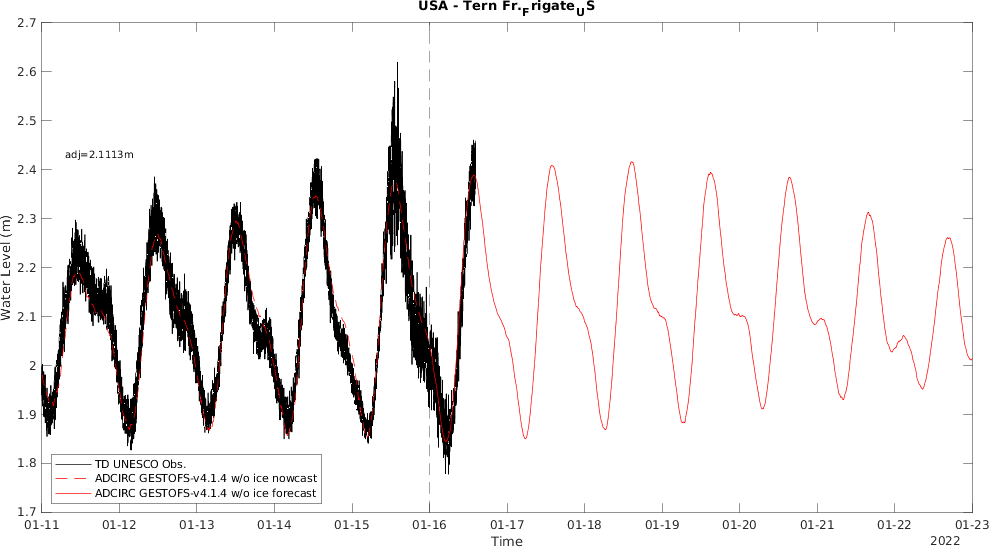 USA - Tern Fr.FrigateUS
2.7
2.6
2.5
2.4
2.3
2.2
2.1
2
1.9
1.8
1.7
Water Level (m)
adj=2.1113m
TD UNESCO Obs.
ADCIRC GESTOFS-v4.1.4 w/o ice nowcast
ADCIRC GESTOFS-v4.1.4 w/o ice forecast
01-11 01-12 01-13 01-14 01-15 01-16 01-17 01-18 01-19 01-20 01-21 01-22 01-23
Time
2022